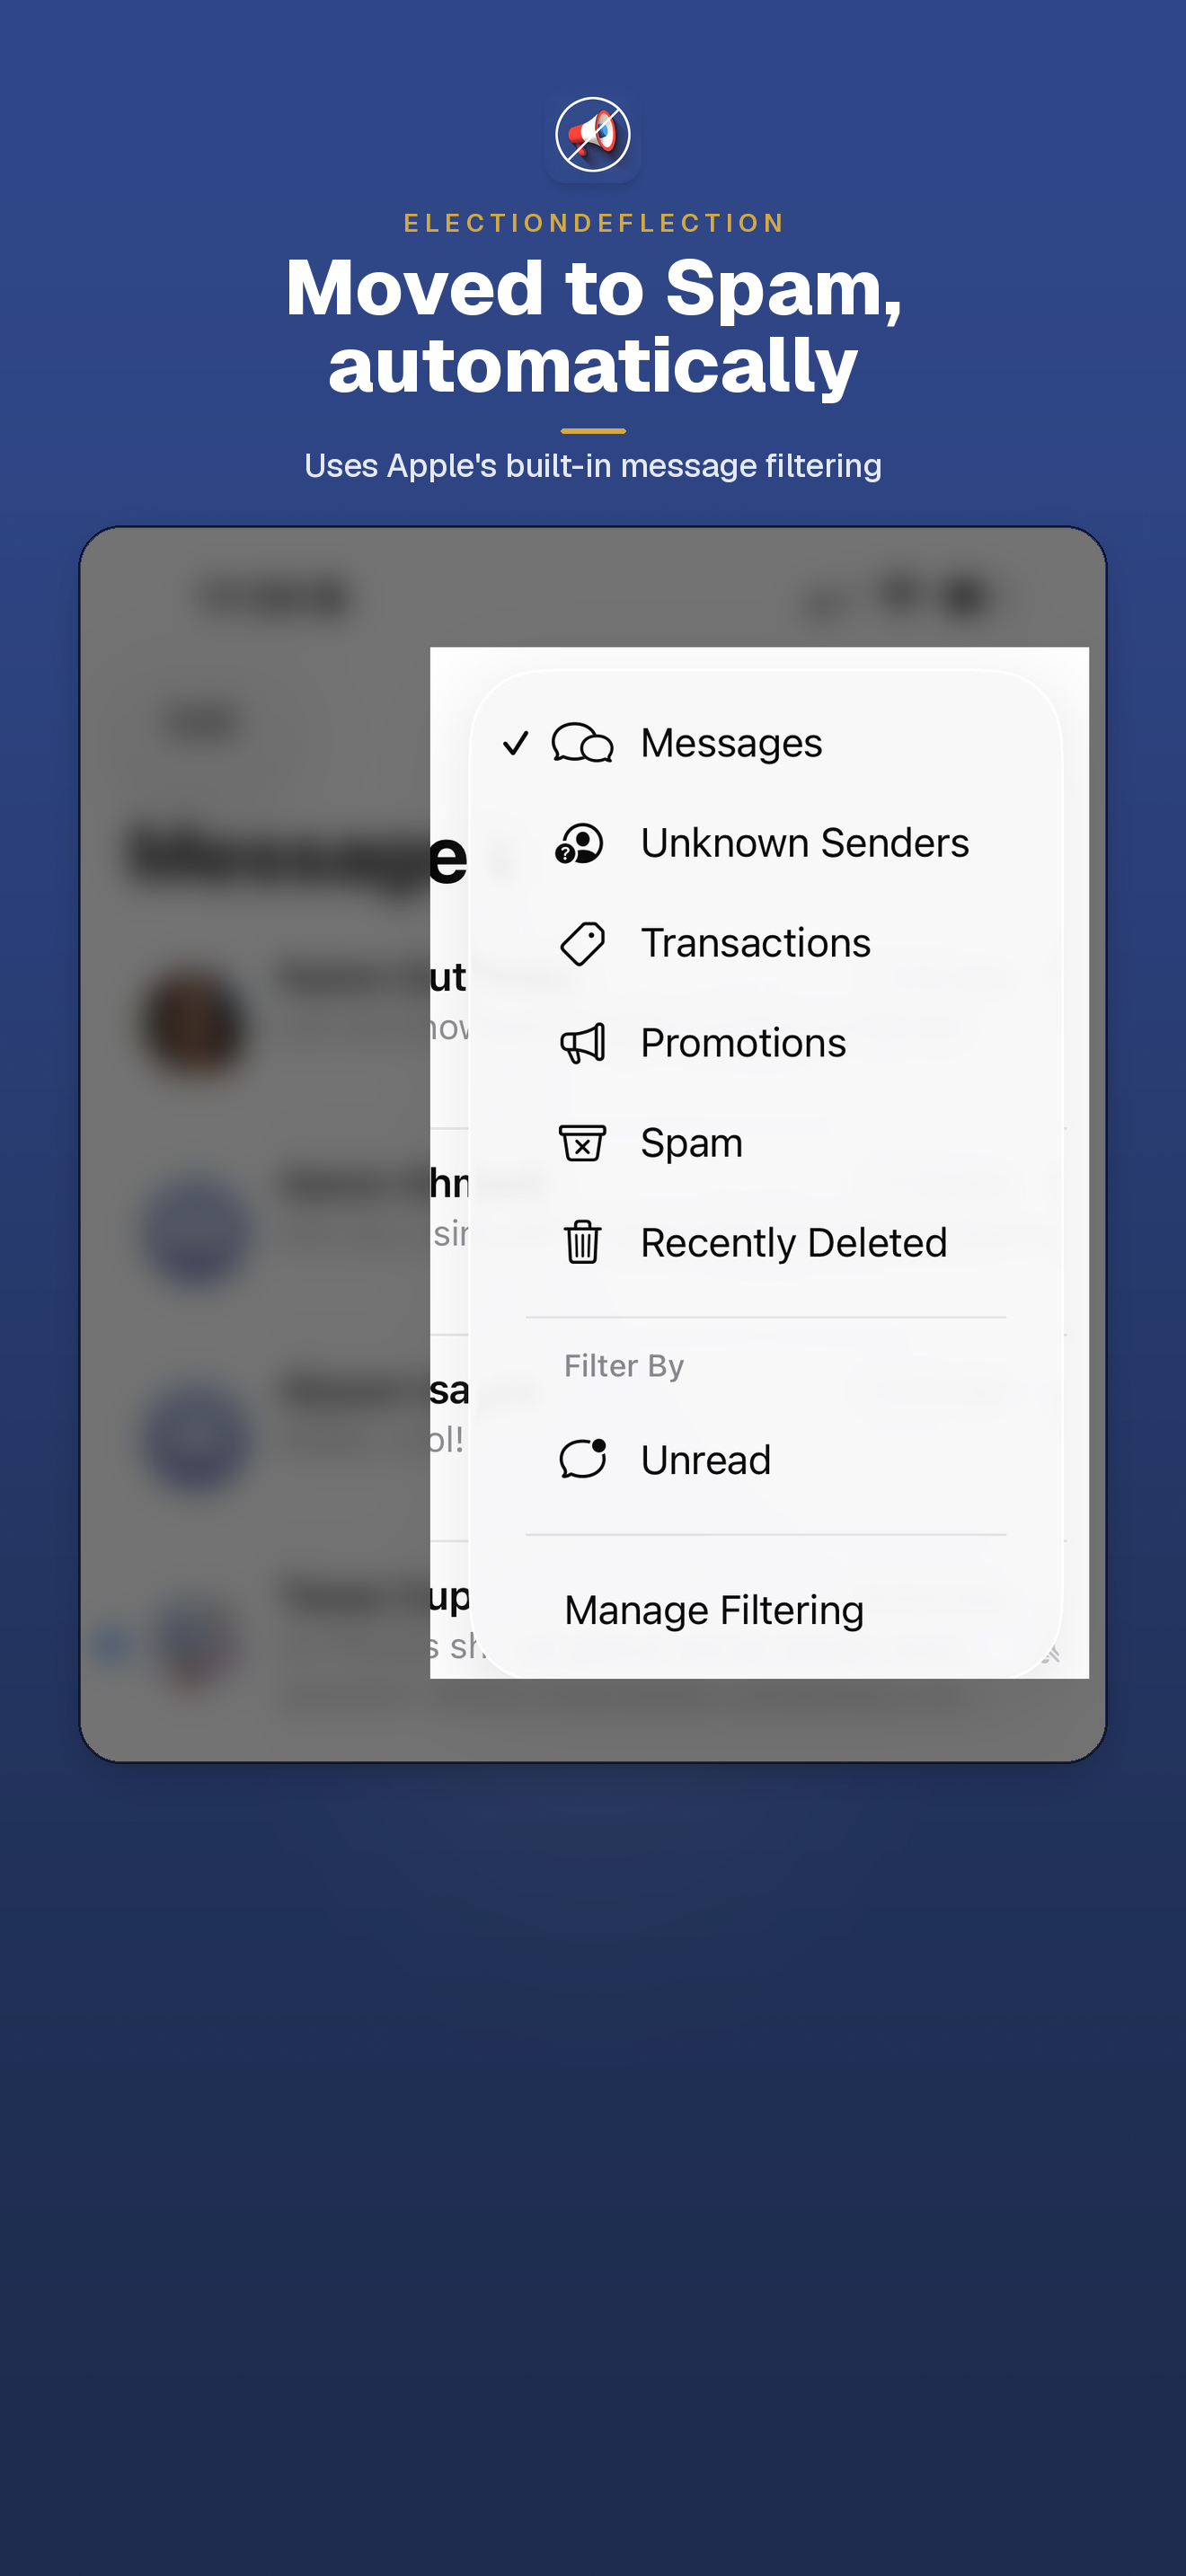 ELECTIONDEFLECTION
Moved to Spam,
automatically
Uses Apple's built-in message filtering
Messages
Unknown Senders
Transactions
Promotions
Spam
Recently Deleted
Filter By
Unread
Manage Filtering